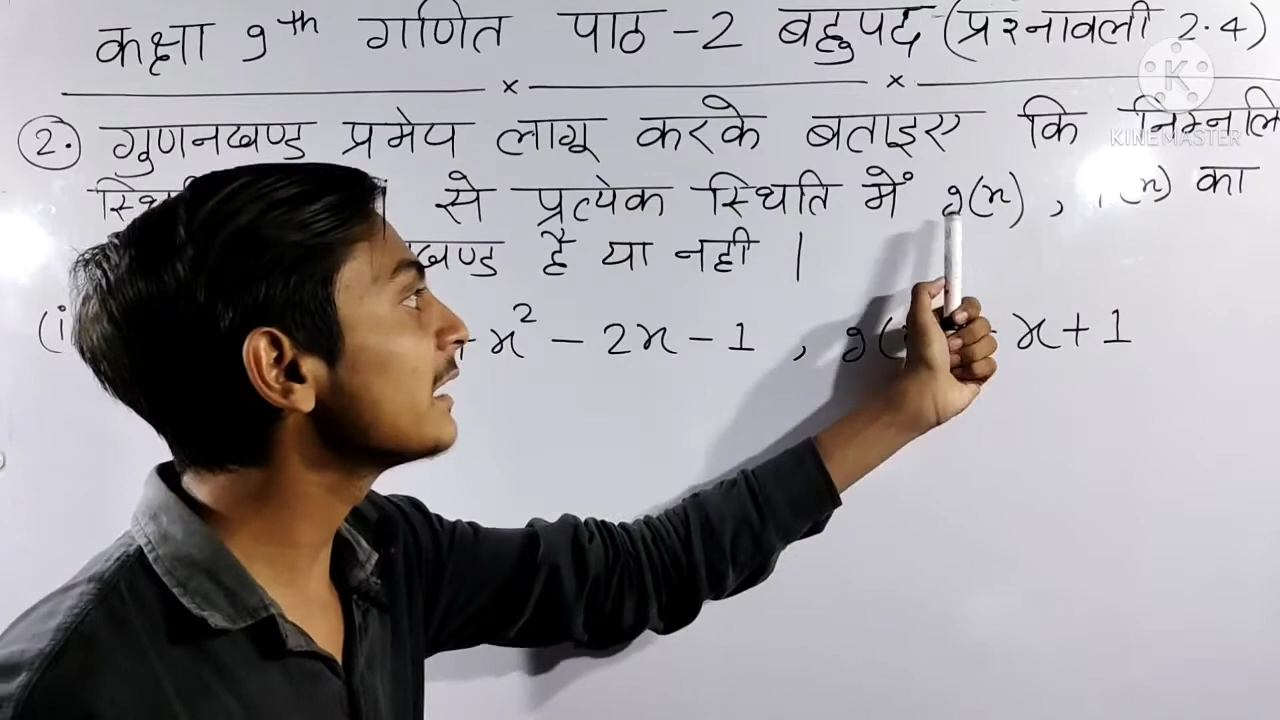 कक्षा 9th गणित पाठ -2 बहुपद (प्रश्नावली 2.4)
2. गुणनखण्ड प्रमेय लागू करके बताइए कि निम्नलि
से प्रत्येक स्थिति में g(x), (x) का
है या नही |
+ x² - 2x - 1 , g( x + 1
K
KINEMASTER